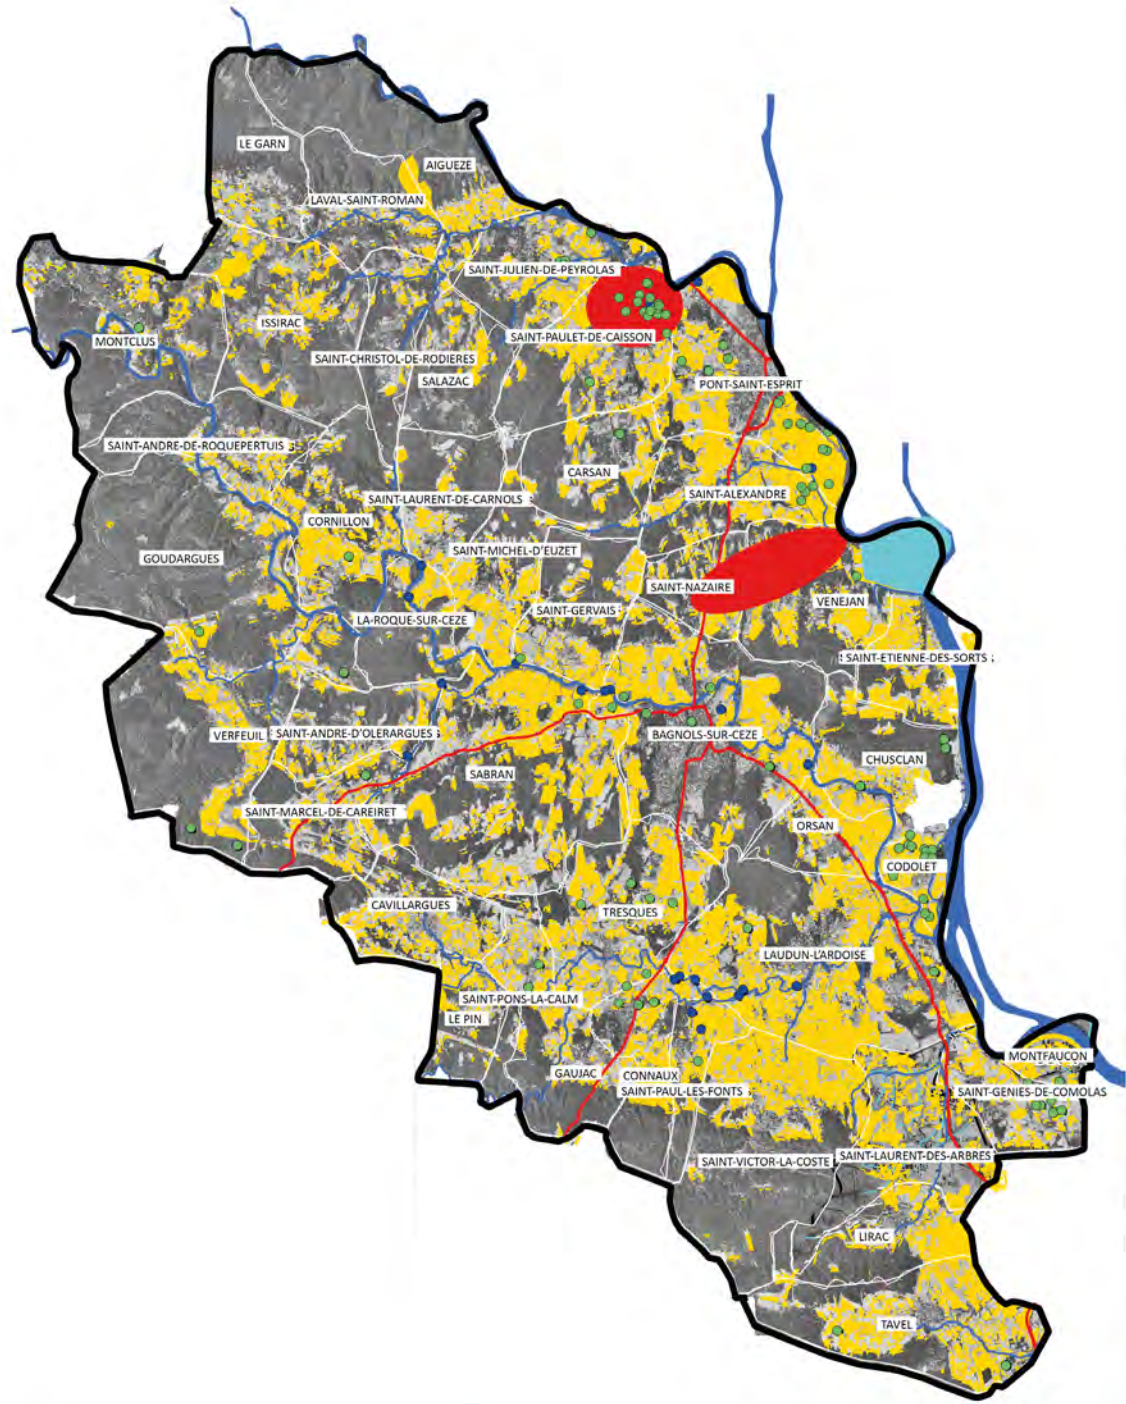 LE GARN
AIGUEZE
LAVAL-SAINT-ROMAN
SAINT-JULIEN-DE-PEYROLAS
ISSIRAC
SAINT-PAULET-DE-CAISSON
MONTCLUS
SAINT-CHRISTOL-DE-RODIERES
SALAZAC
PONT-SAINT-ESPRIT
SAINT-ANDRE-DE-ROQUEPERTUIS
CARSAN
SAINT-ALEXANDRE
SAINT-LAURENT-DE-CARNOLS
CORNILLON
SAINT-MICHEL-D'EUZET
GOUDARGUES
SAINT-NAZAIRE
VENEJAN
SAINT-GERVAIS
LA-ROQUE-SUR-CEZE
SAINT-ETIENNE-DES-SORTS
VERFEUIL
SAINT-ANDRE-D'OLERARGUES
BAGNOLS-SUR-CEZE
CHUSCLAN
SABRAN
SAINT-MARCEL-DE-CAREIRET
ORSAN
CODOLET
CAVILLARGUES
TRESQUES
LAUDUN-L'ARDOISE
SAINT-PONS-LA-CALM
LE PIN
MONTFAUCON
GAUJAC
CONNAUX
SAINT-PAUL-LES-FONTS
SAINT-GENIES-DE-COMOLAS
SAINT-VICTOR-LA-COSTE
SAINT-LAURENT-DES-ARBRES
LIRAC
TAVEL